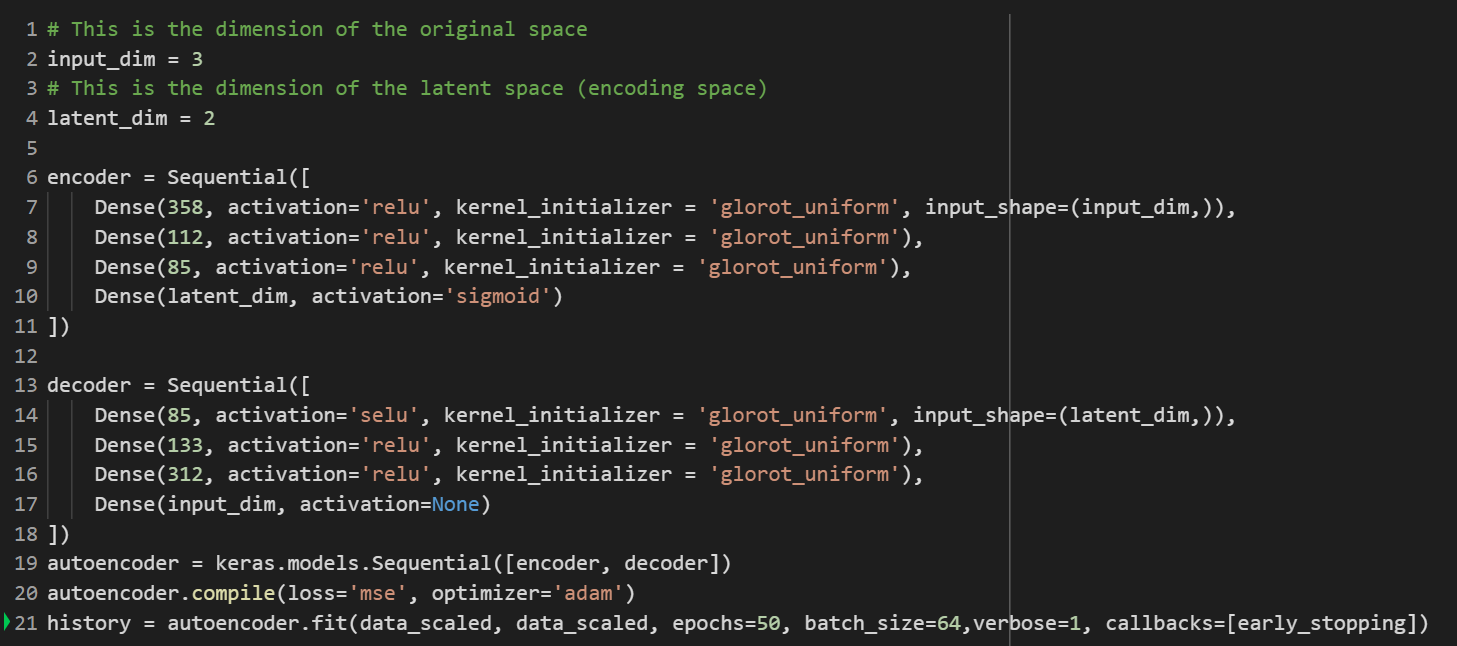 1 # This is the dimension of the original space
2 input_dim = 3
3 # This is the dimension of the latent space (encoding space)
4 latent_dim = 2
5
6 encoder = Sequential([
7     Dense(358, activation='relu', kernel_initializer = 'glorot_uniform', input_shape=(input_dim,)),
8     Dense(112, activation='relu', kernel_initializer = 'glorot_uniform'),
9     Dense(85, activation='relu', kernel_initializer = 'glorot_uniform'),
10     Dense(latent_dim, activation='sigmoid')
11 ])
12
13 decoder = Sequential([
14     Dense(85, activation='selu', kernel_initializer = 'glorot_uniform', input_shape=(latent_dim,)),
15     Dense(133, activation='relu', kernel_initializer = 'glorot_uniform'),
16     Dense(312, activation='relu', kernel_initializer = 'glorot_uniform'),
17     Dense(input_dim, activation=None)
18 ])
19 autoencoder = keras.models.Sequential([encoder, decoder])
20 autoencoder.compile(loss='mse', optimizer='adam')
21 history = autoencoder.fit(data_scaled, data_scaled, epochs=50, batch_size=64,verbose=1, callbacks=[early_stopping])